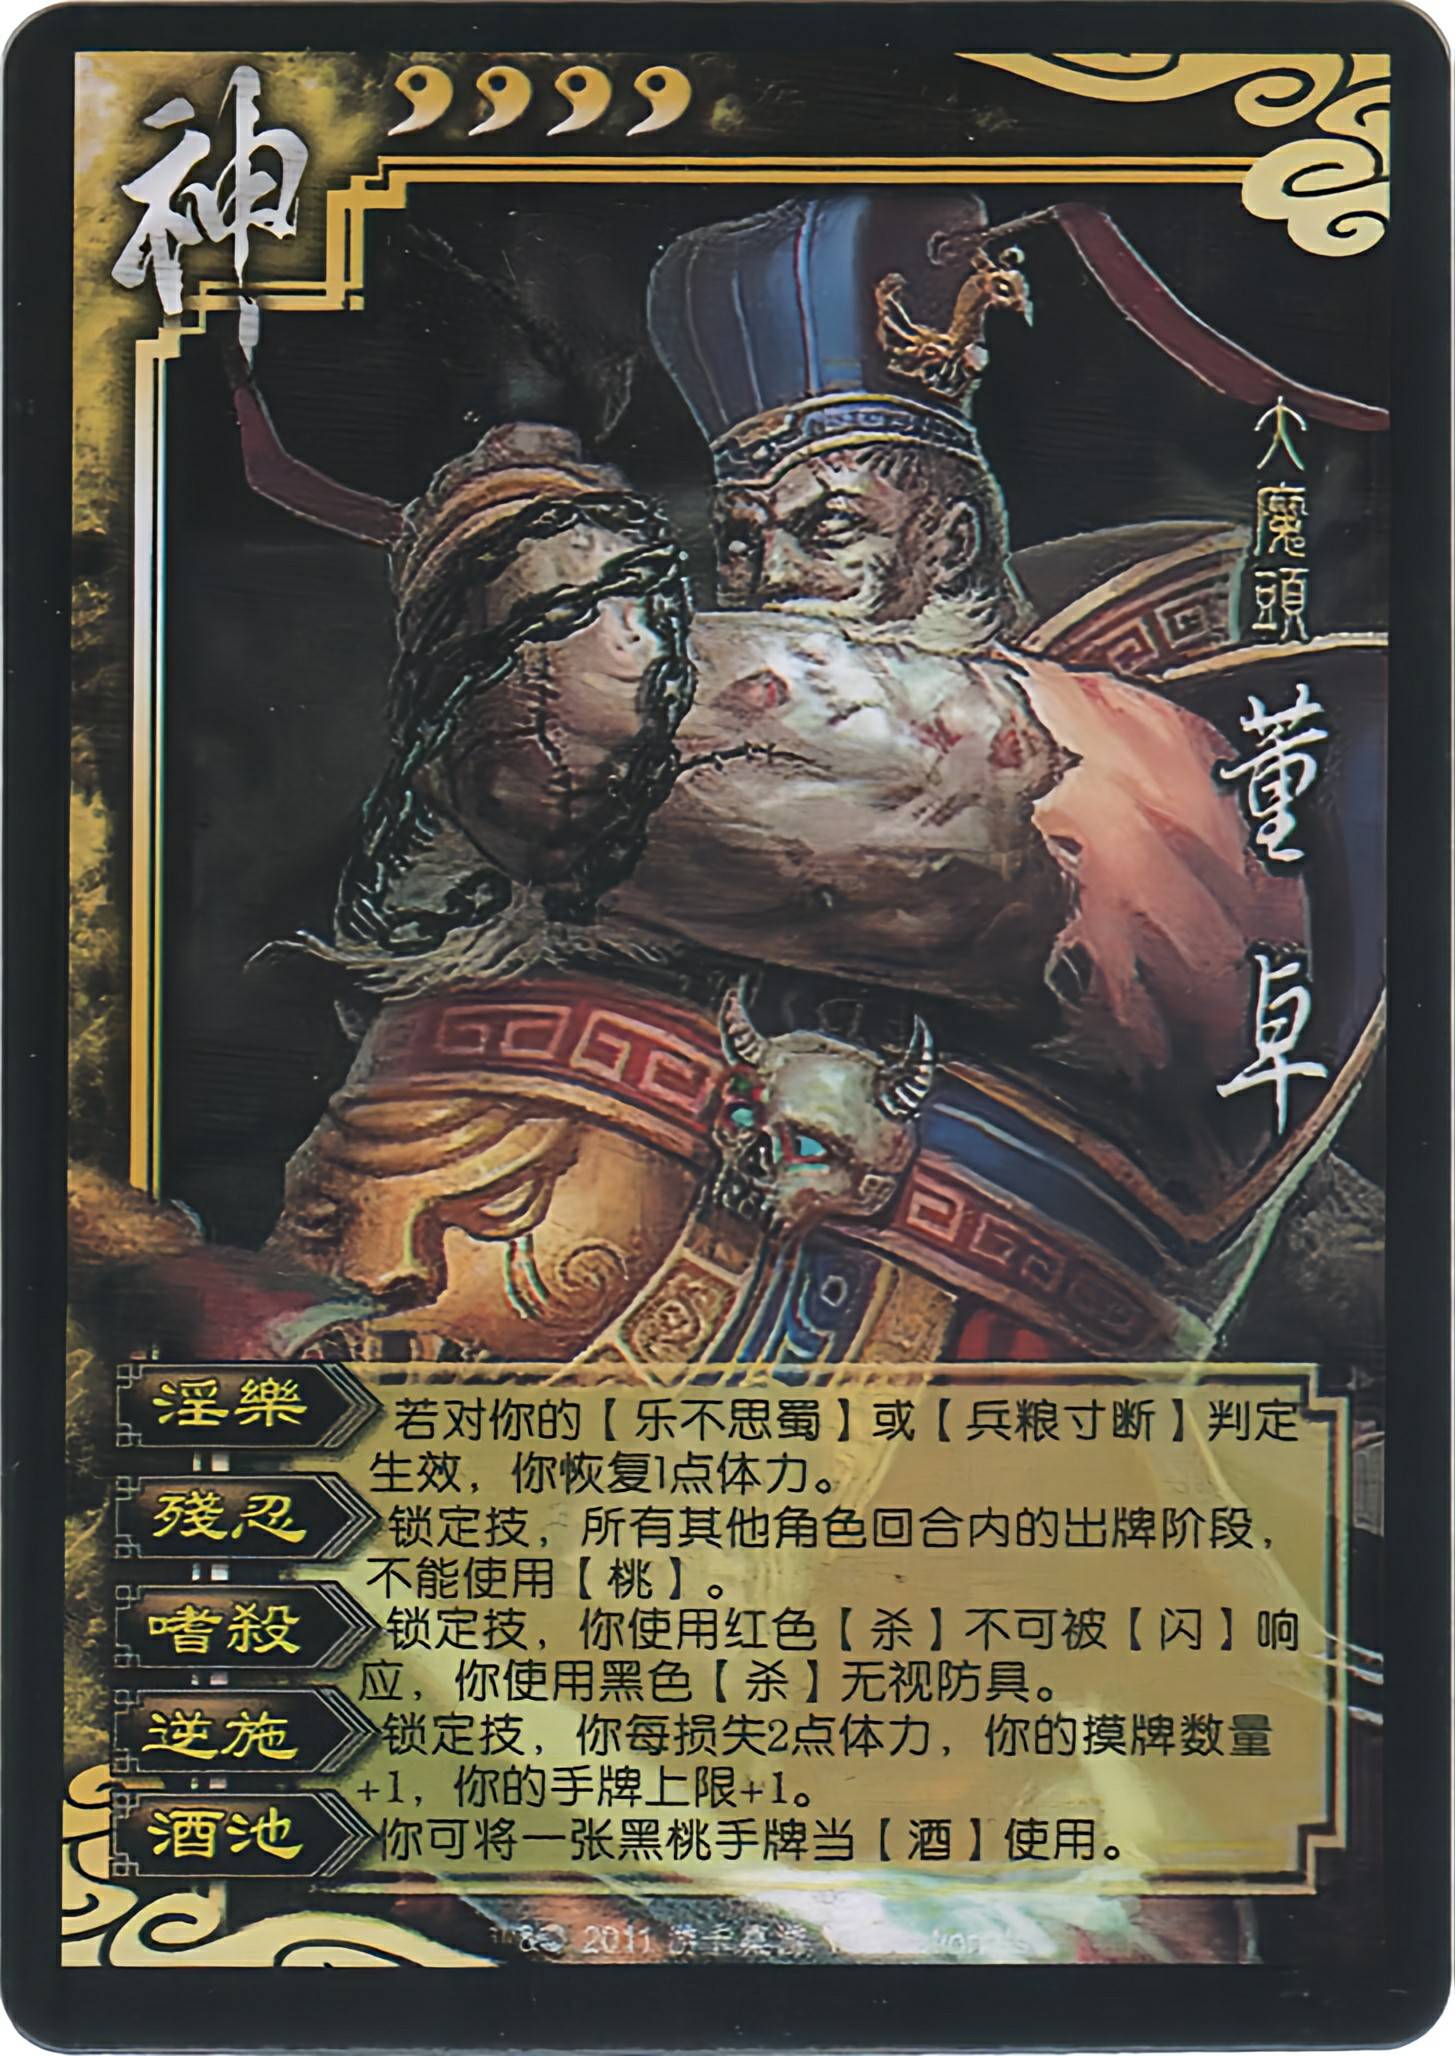 神
大魔頭
董卓
淫樂
若对你的【乐不思蜀】或【兵粮寸断】判定
生效，你恢复1点体力。
殘忍
锁定技，所有其他角色回合内的出牌阶段，
不能使用【桃】。
嗜殺
锁定技，你使用红色【杀】不可被【闪】响
应，你使用黑色【杀】无视防具。
逆施
锁定技，你每损失2点体力，你的摸牌数量
+1，你的手牌上限+1。
酒池
你可将一张黑桃手牌当【酒】使用。
2011